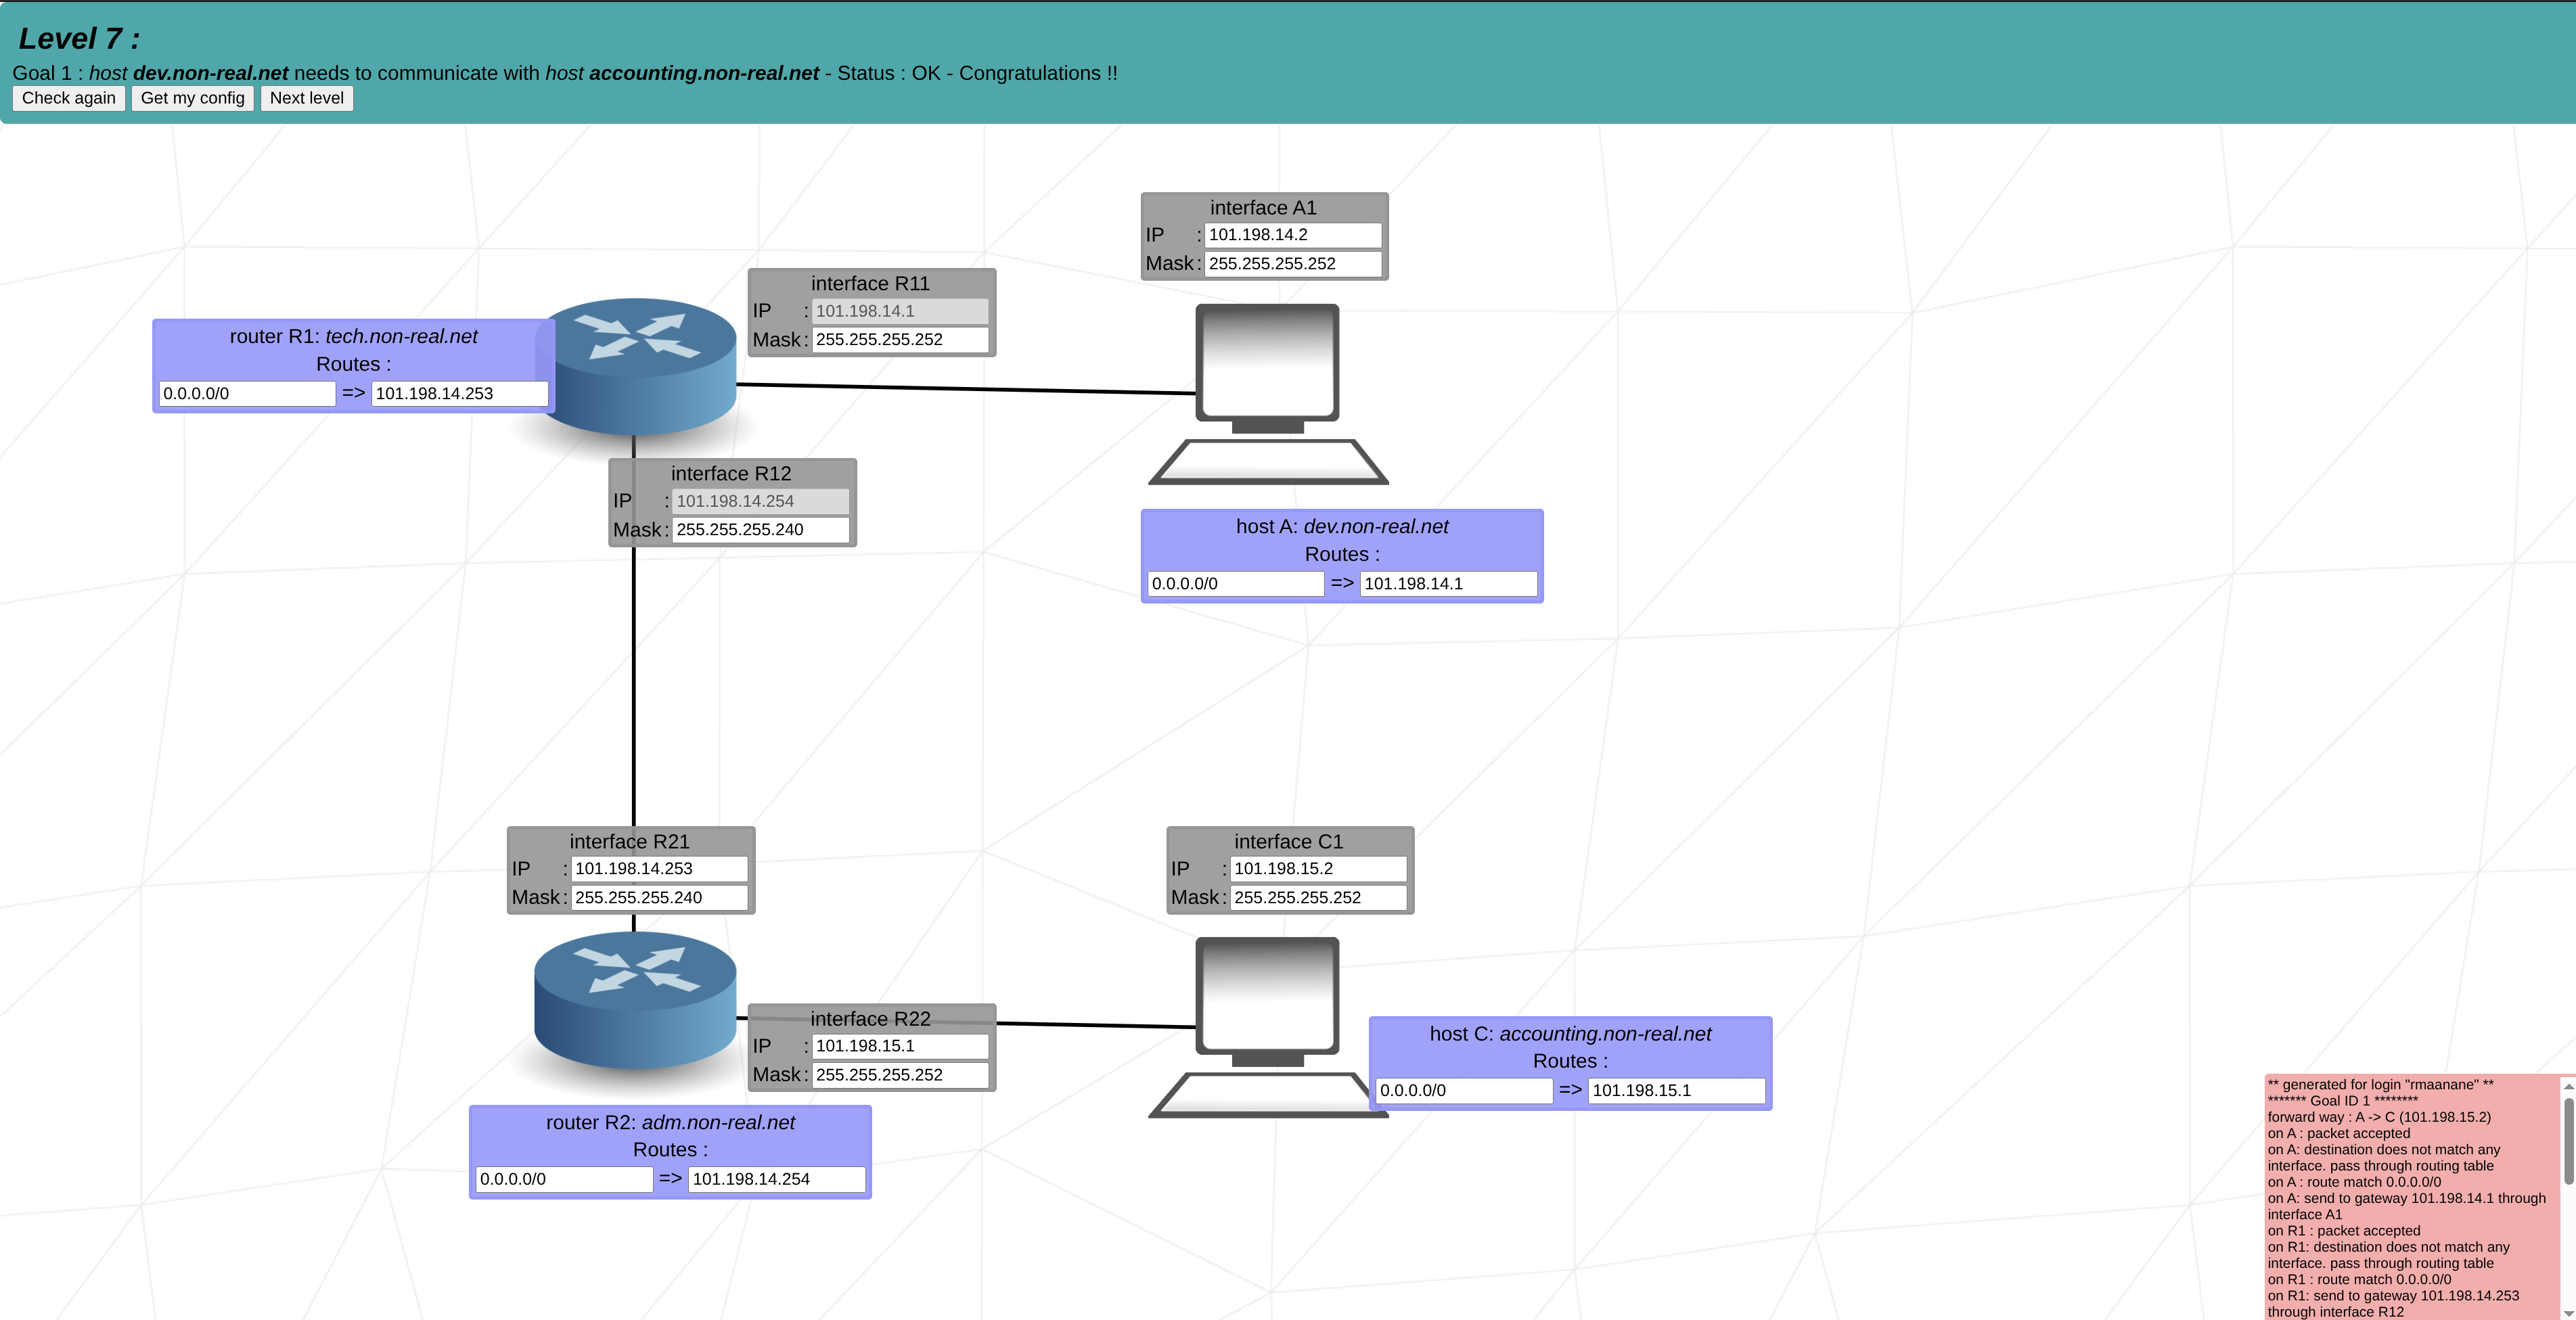 Level 7 :
Goal 1 : host dev.non-real.net needs to communicate with host accounting.non-real.net - Status : OK - Congratulations !!
Check again Get my config Next level
interface A1
IP : 101.198.14.2
Mask : 255.255.255.252
interface R11
IP : 101.198.14.1
Mask : 255.255.255.252
router R1: tech.non-real.net
Routes :
0.0.0.0/0 => 101.198.14.253
interface R12
IP : 101.198.14.254
Mask : 255.255.255.240
host A: dev.non-real.net
Routes :
0.0.0.0/0 => 101.198.14.1
interface R21
IP : 101.198.14.253
Mask : 255.255.255.240
interface C1
IP : 101.198.15.2
Mask : 255.255.255.252
interface R22
IP : 101.198.15.1
Mask : 255.255.255.252
host C: accounting.non-real.net
Routes :
0.0.0.0/0 => 101.198.15.1
router R2: adm.non-real.net
Routes :
0.0.0.0/0 => 101.198.14.254
** generated for login "rmaanane" **
******* Goal ID 1 ********
forward way : A -> C (101.198.15.2)
on A : packet accepted
on A: destination does not match any
interface. pass through routing table
on A : route match 0.0.0.0/0
on A: send to gateway 101.198.14.1 through
interface A1
on R1 : packet accepted
on R1: destination does not match any
interface. pass through routing table
on R1 : route match 0.0.0.0/0
on R1: send to gateway 101.198.14.253
through interface R12